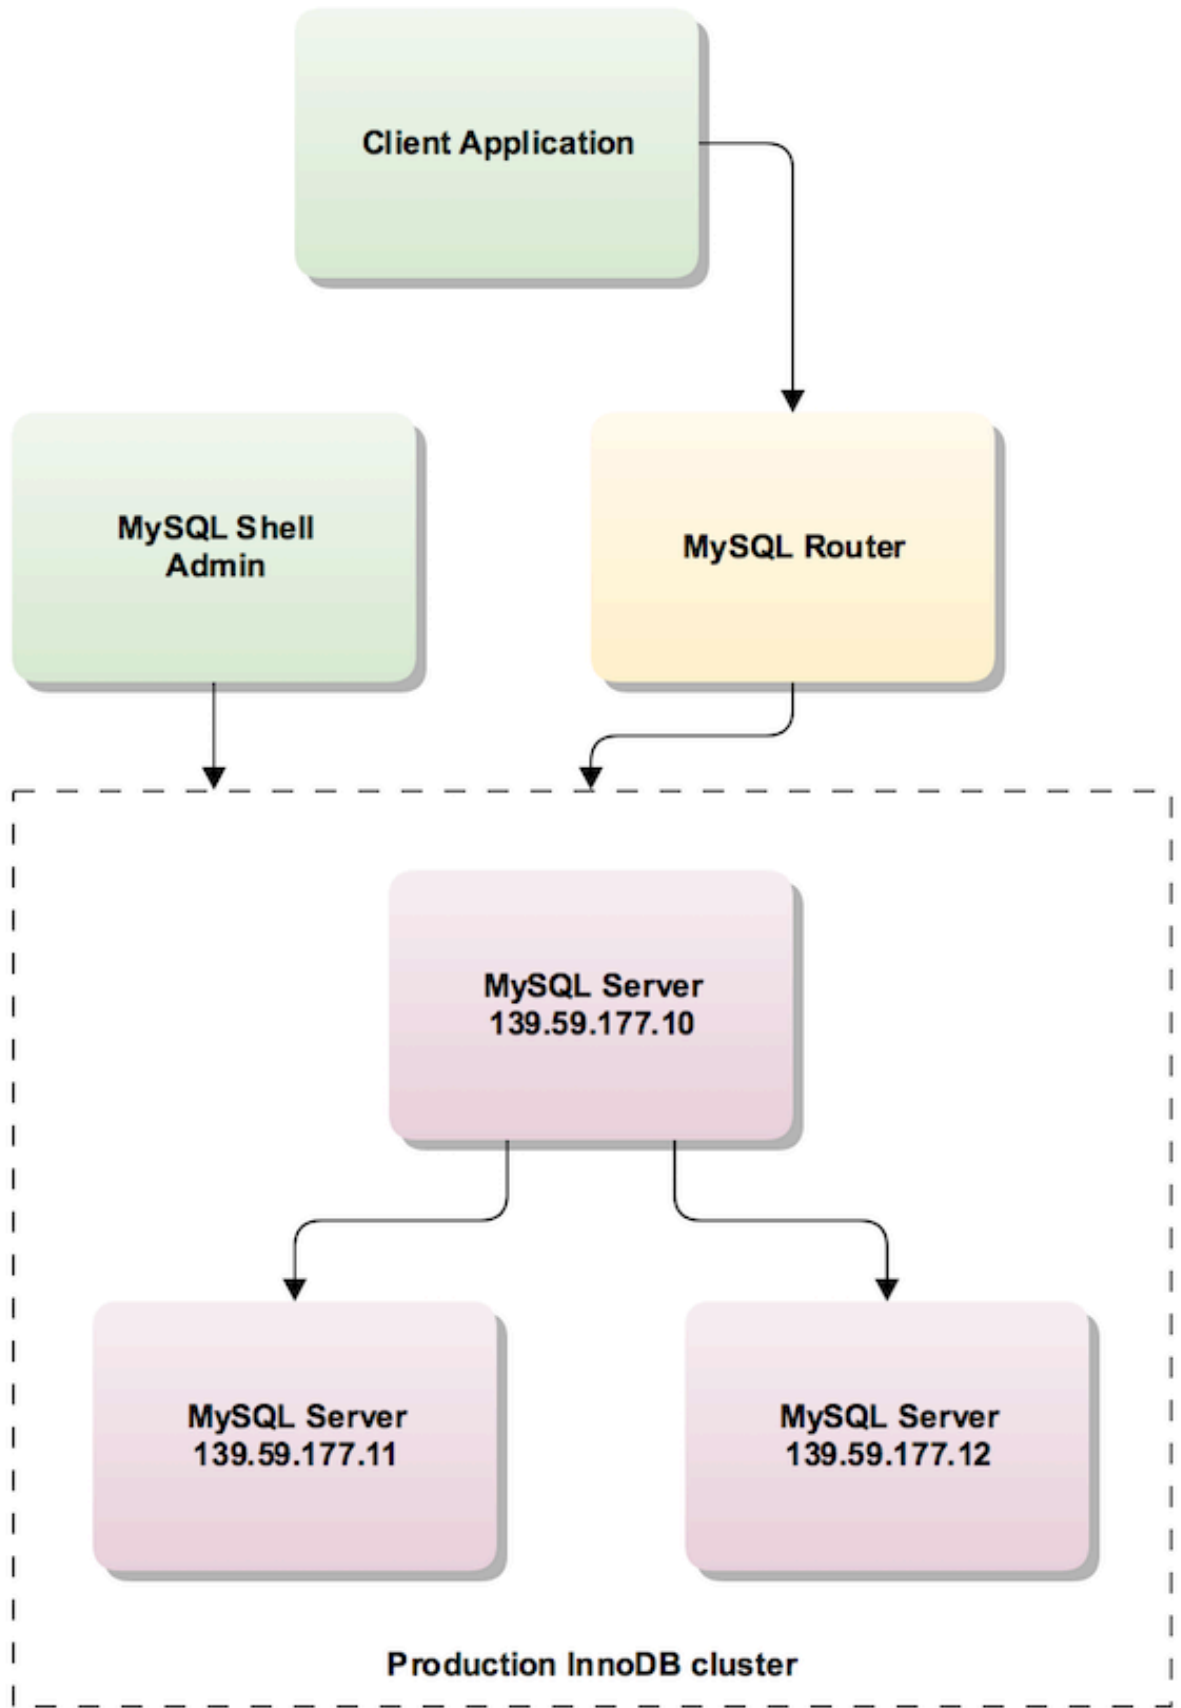 Client Application
MySQL Shell
Admin
MySQL Router
MySQL Server
139.59.177.10
MySQL Server
139.59.177.11
MySQL Server
139.59.177.12
Production InnoDB cluster